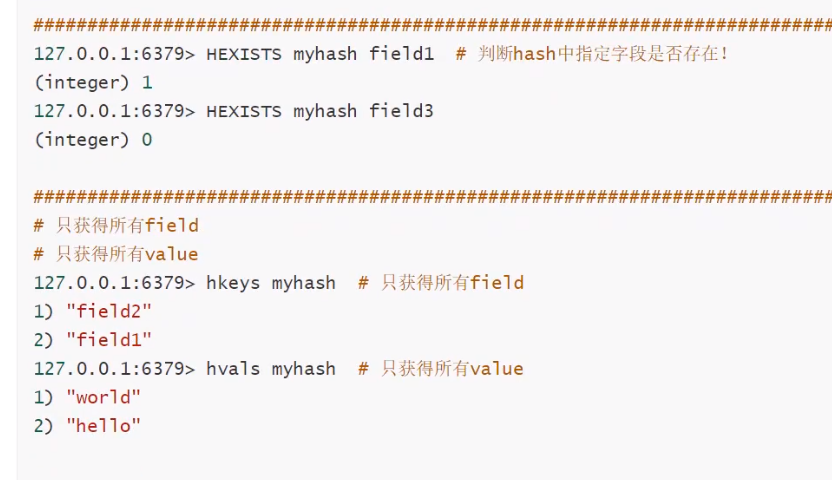 ##########################################################################
127.0.0.1:6379> HEXISTS myhash field1  # 判断hash中指定字段是否存在！
(integer) 1
127.0.0.1:6379> HEXISTS myhash field3
(integer) 0
##########################################################################
# 只获得所有field
# 只获得所有value
127.0.0.1:6379> hkeys myhash  # 只获得所有field
1) "field2"
2) "field1"
127.0.0.1:6379> hvals myhash  # 只获得所有value
1) "world"
2) "hello"